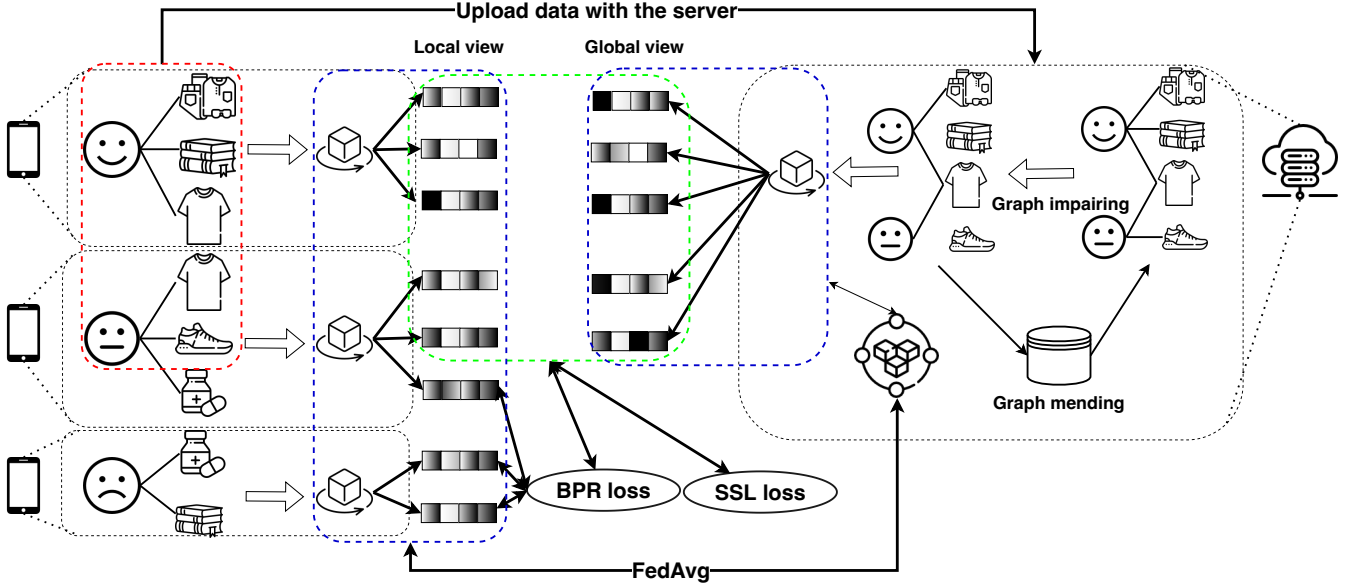 Upload data with the server
Local view
Global view
Graph impairing
Graph mending
BPR loss
SSL loss
FedAvg